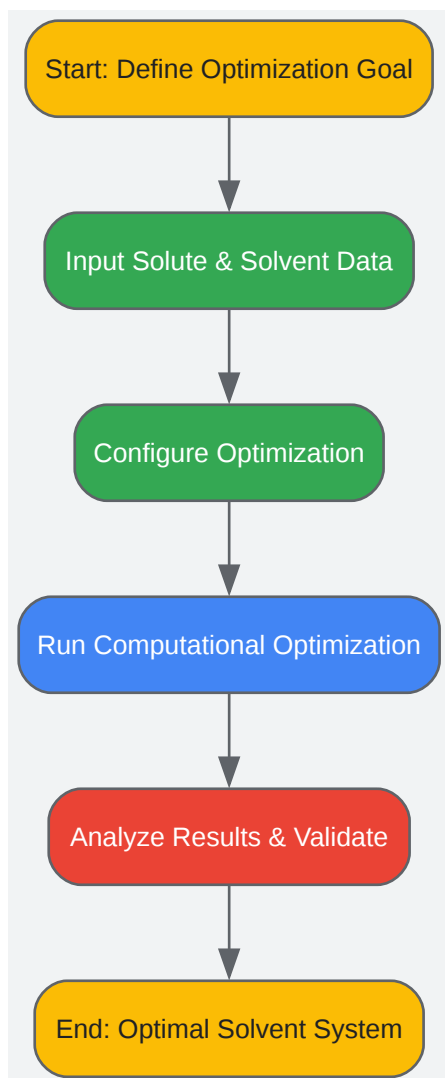 Start: Define Optimization Goal
Input Solute & Solvent Data
Configure Optimization
Run Computational Optimization
Analyze Results & Validate
End: Optimal Solvent System